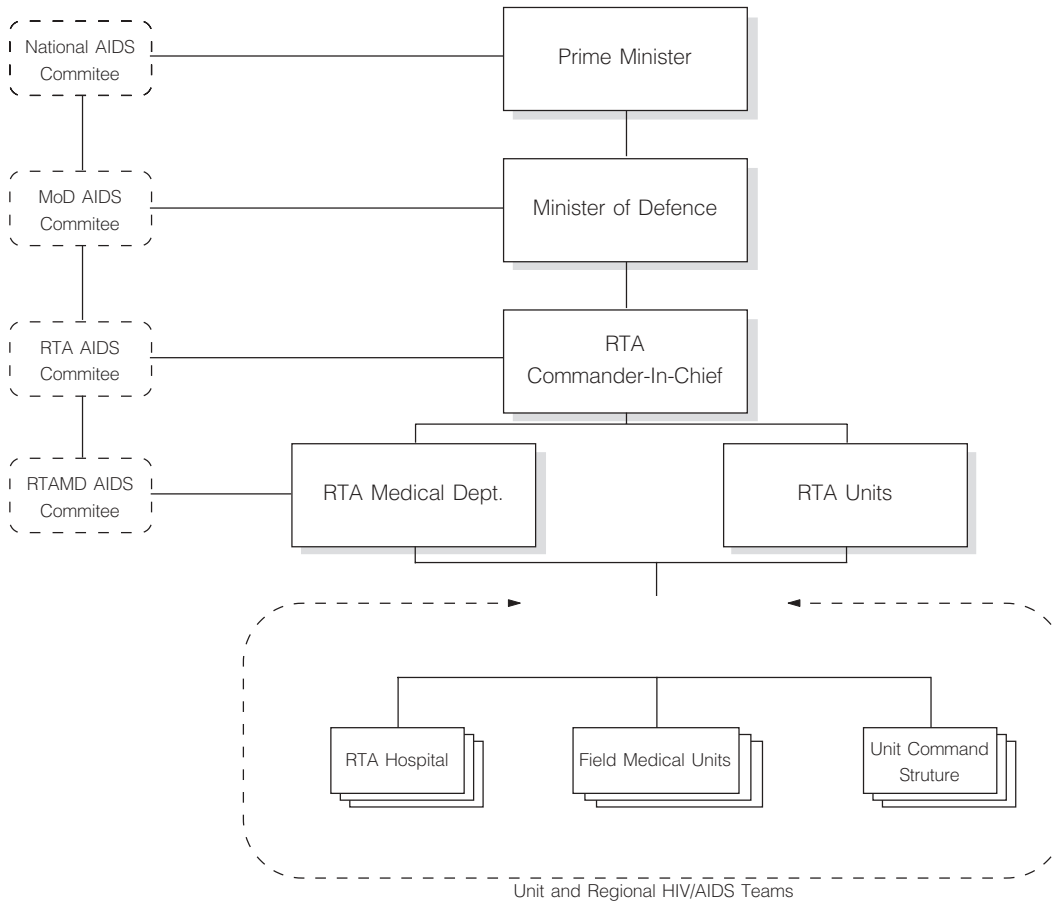 National AIDS
Commitee
Prime Minister
MoD AIDS
Commitee
Minister of Defence
RTA AIDS
Commitee
RTA
Commander-In-Chief
RTAMD AIDS
Commitee
RTA Medical Dept.
RTA Units
RTA Hospital
Field Medical Units
Unit Command
Struture
Unit and Regional HIV/AIDS Teams